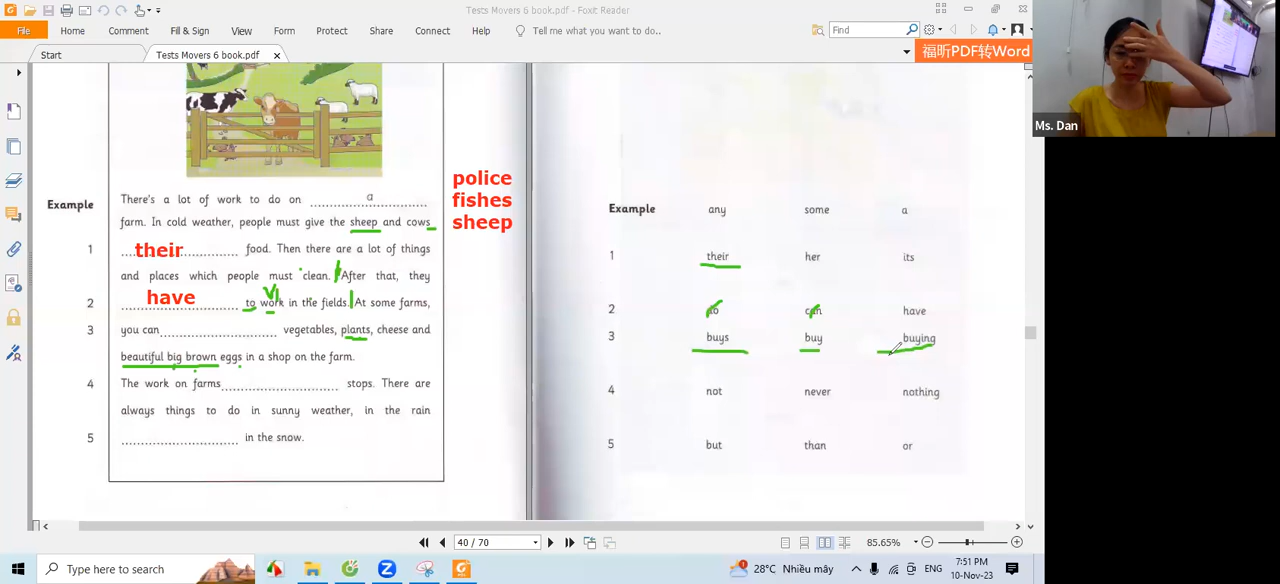 Tests Movers 6 book.pdf - Foxit Reader
File Home Comment Fill & Sign View Form Protect Share Connect Help Tell me what you want to do.. Find
Start Tests Movers 6 book.pdf × 福昕PDF转Word
Ms. Dan
Example There's a lot of work to do on a
farm. In cold weather, people must give the sheep and cows
1 their food. Then there are a lot of things
and places which people must clean. After that, they
2 have to work in the fields. At some farms,
3 you can vegetables, plants, cheese and
beautiful big brown eggs in a shop on the farm.
4 The work on farms stops. There are
always things to do in sunny weather, in the rain
5 in the snow.
police
fishes
sheep
Example any some a
1 their her its
2 do can have
3 buys buy buying
4 not never nothing
5 but than or
40 / 70 85.65%
Type here to search 28°C Nhiều mây ENG 7:51 PM
10-Nov-23